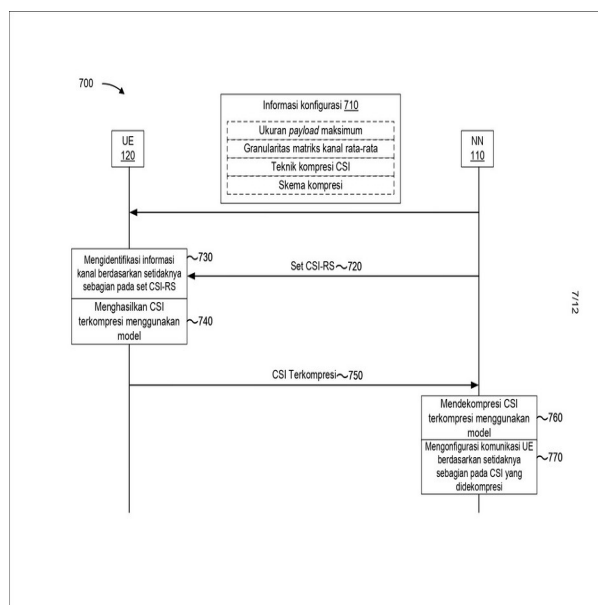 700
Informasi konfigurasi 710
Ukuran payload maksimum
Granularitas matriks kanal rata-rata
Teknik kompresi CSI
Skema kompresi
UE
120
NN
110
Mengidentifikasi informasi
kanal berdasarkan setidaknya
sebagian pada set CSI-RS
730
Set CSI-RS~720
Menghasilkan CSI
terkompresi menggunakan
model
740
7/12
CSI Terkompresi~750
Mendekompresi CSI
terkompresi menggunakan
model
760
Mengonfigurasi komunikasi UE
berdasarkan setidaknya
sebagian pada CSI yang
didekompresi
770